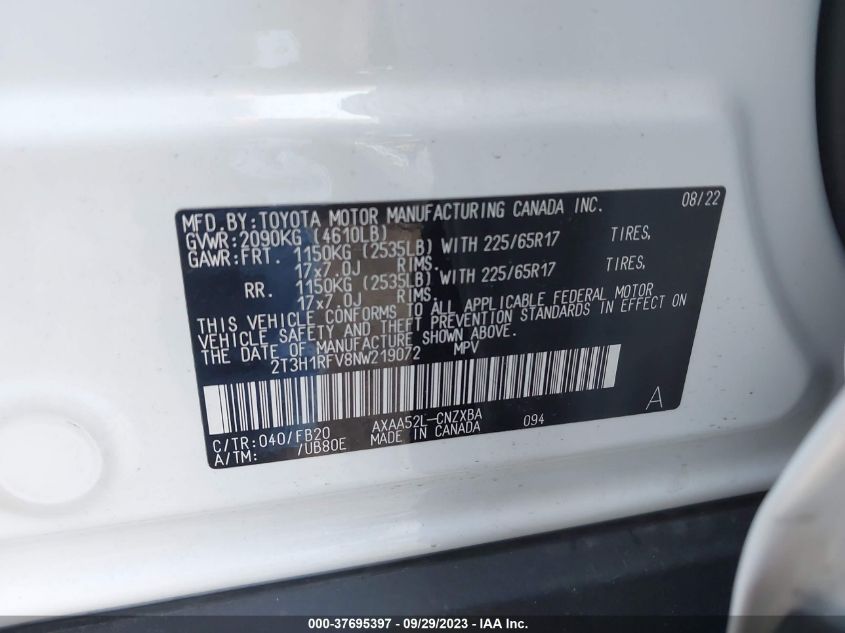 MFD.BY:TOYOTA MOTOR MANUFACTURING CANADA INC. 08/22
GVWR:2090KG (4610LB)
GAWR:FRT. 1150KG (2535LB) WITH 225/65R17 TIRES,
17x7.0J RIMS.
RR. 1150KG (2535LB) WITH 225/65R17 TIRES,
17x7.0J RIMS.
THIS VEHICLE CONFORMS TO ALL APPLICABLE FEDERAL MOTOR
VEHICLE SAFETY AND THEFT PREVENTION STANDARDS IN EFFECT ON
THE DATE OF MANUFACTURE SHOWN ABOVE.
2T3H1RFV8NW219072 MPV
C/TR:040/FB20 AXAA52L-CNZXBA 094 A
A/TM: /UB80E MADE IN CANADA
000-37695397 - 09/29/2023 - IAA Inc.